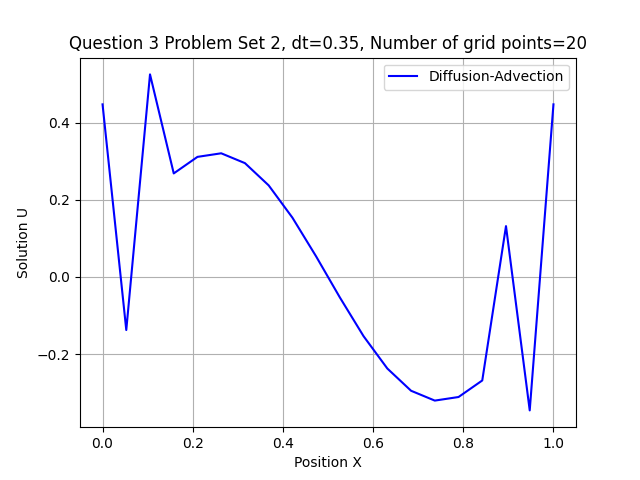 Question 3 Problem Set 2, dt=0.35, Number of grid points=20
Diffusion-Advection
Solution U
0.4
0.2
0.0
−0.2
0.0 0.2 0.4 0.6 0.8 1.0
Position X